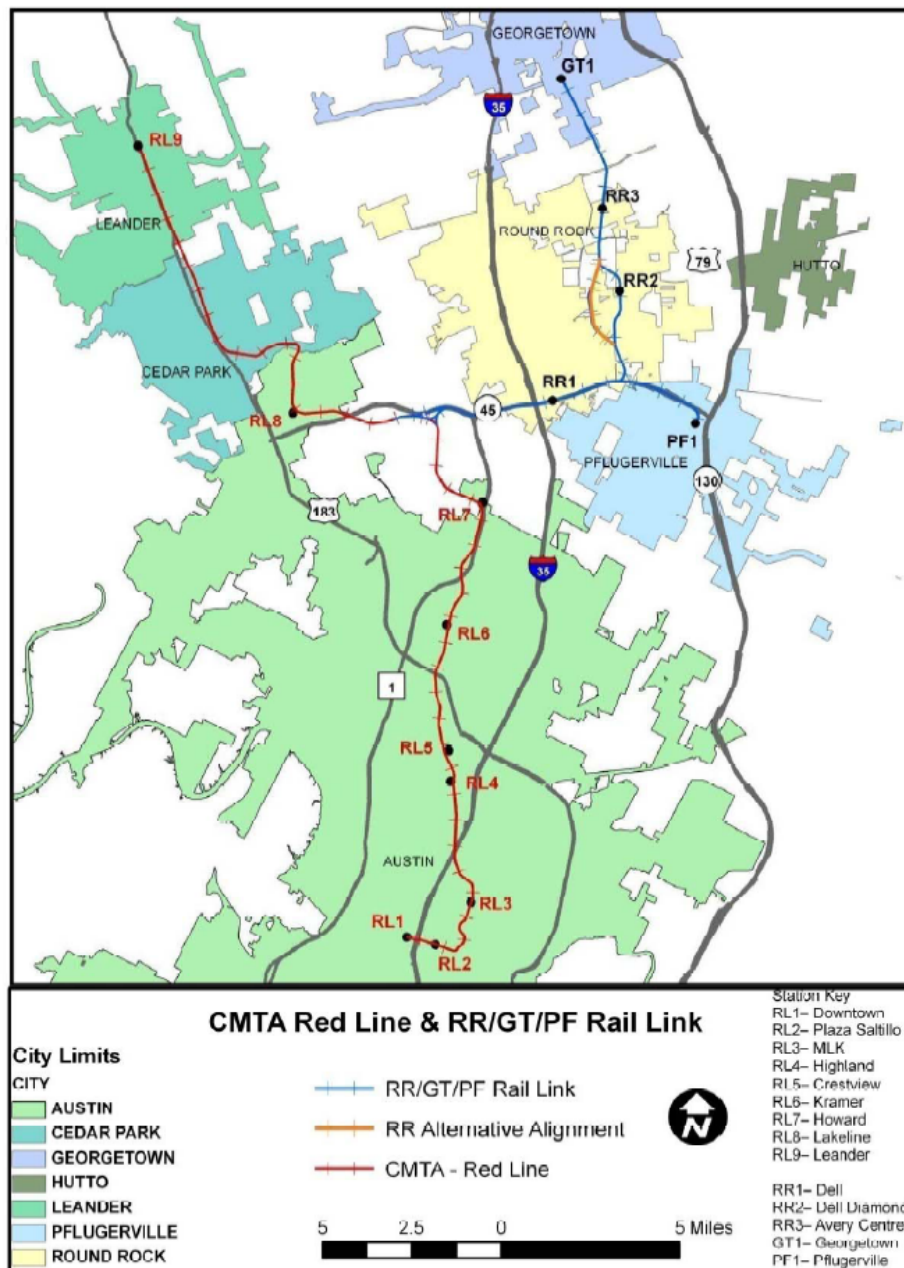 GEORGETOWN
GT1
35
RL9
LEANDER
RR3
ROUND ROCK
79
HUTTO
RR2
CEDAR PARK
RR1
RL8
45
PF1
PFLUGERVILLE
130
RL7
183
35
RL6
1
RL5
RL4
AUSTIN
RL3
RL1
RL2
CMTA Red Line & RR/GT/PF Rail Link
City Limits
CITY
AUSTIN
CEDAR PARK
GEORGETOWN
HUTTO
LEANDER
PFLUGERVILLE
ROUND ROCK
RR/GT/PF Rail Link
RR Alternative Alignment
CMTA - Red Line
N
5 2.5 0 5 Miles
Station Key
RL1– Downtown
RL2– Plaza Saltillo
RL3– MLK
RL4– Highland
RL5– Crestview
RL6– Kramer
RL7– Howard
RL8– Lakeline
RL9– Leander
RR1– Dell
RR2– Dell Diamond
RR3– Avery Centre
GT1– Georgetown
PF1– Pflugerville